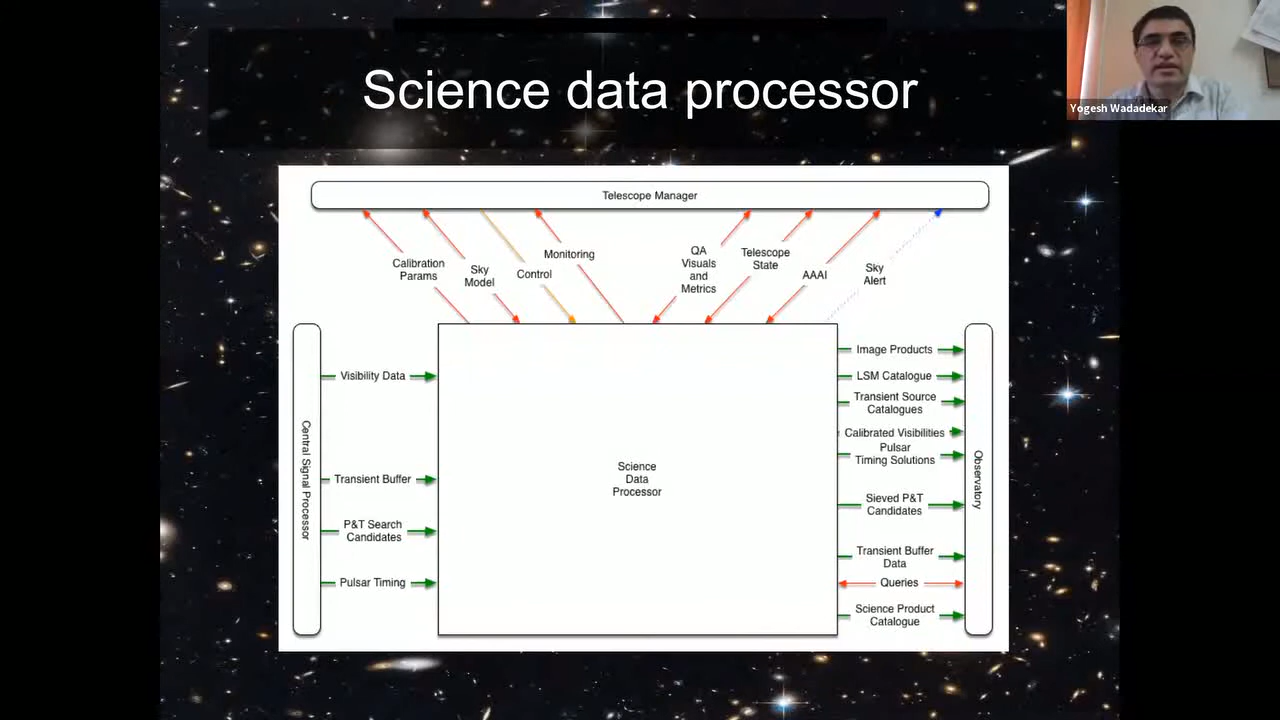 Science data processor
Yogesh Wadadekar
Telescope Manager
Calibration
Params
Sky
Model
Control
Monitoring
QA
Visuals
and
Metrics
Telescope
State
AAAI
Sky
Alert
Central Signal Processor
Visibility Data
Transient Buffer
P&T Search
Candidates
Pulsar Timing
Science
Data
Processor
Image Products
LSM Catalogue
Transient Source
Catalogues
Calibrated Visibilities
Pulsar
Timing Solutions
Sieved P&T
Candidates
Transient Buffer
Data
Queries
Science Product
Catalogue
Observatory